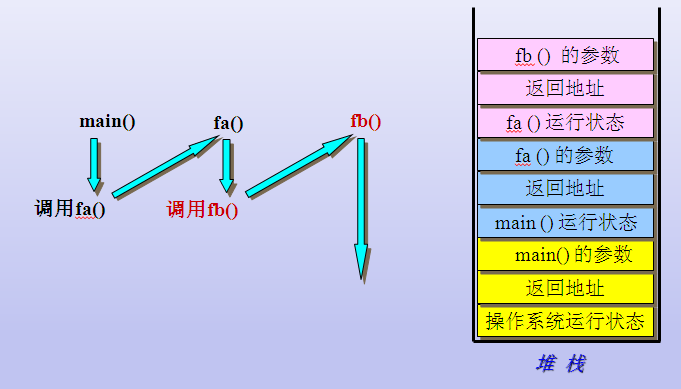 main()
fa()
fb()
调用fa()
调用fb()
fb () 的参数
返回地址
fa () 运行状态
fa () 的参数
返回地址
main () 运行状态
main() 的参数
返回地址
操作系统运行状态
堆 栈